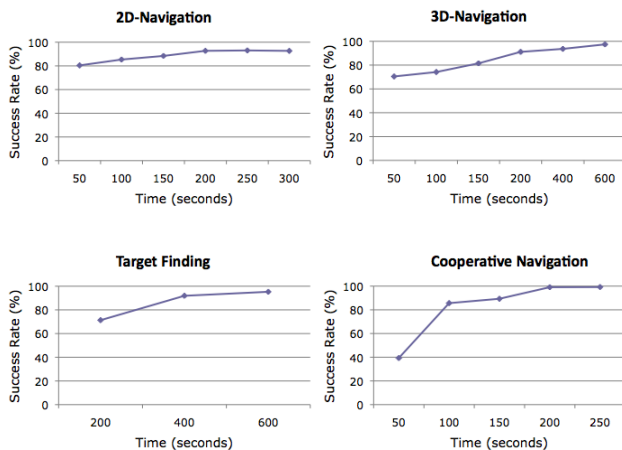 2D-Navigation
Success Rate (%)
100
80
60
40
20
0
50 100 150 200 250 300
Time (seconds)
3D-Navigation
Success Rate (%)
100
80
60
40
20
0
50 100 150 200 400 600
Time (seconds)
Target Finding
Success Rate (%)
100
80
60
40
20
0
200 400 600
Time (seconds)
Cooperative Navigation
Success Rate (%)
100
80
60
40
20
0
50 100 150 200 250
Time (seconds)